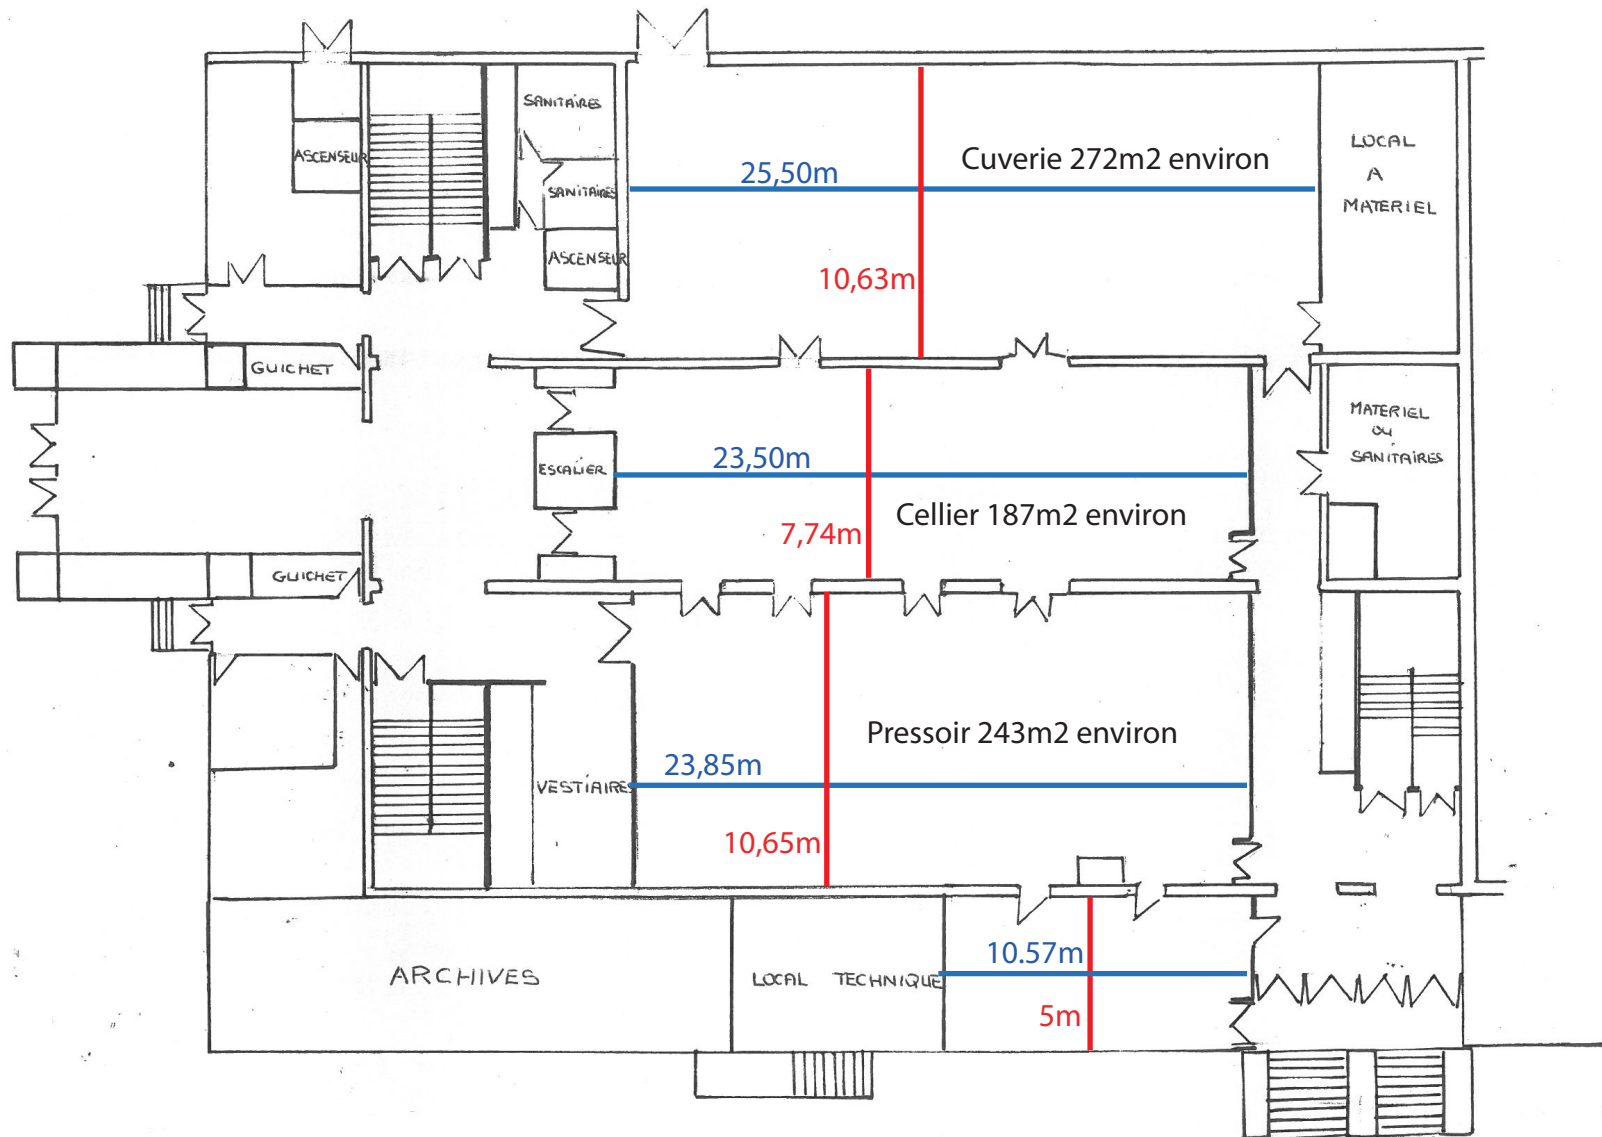 SANITAIRES
ASCENSEUR
SANITAIRES
ASCENSEUR
25,50m
Cuverie 272m2 environ
10,63m
LOCAL
A
MATERIEL
GUICHET
ESCALIER
23,50m
Cellier 187m2 environ
7,74m
MATERIEL
OU
SANITAIRES
GUICHET
VESTIAIRES
Pressoir 243m2 environ
23,85m
10,65m
ARCHIVES
LOCAL TECHNIQUE
10.57m
5m